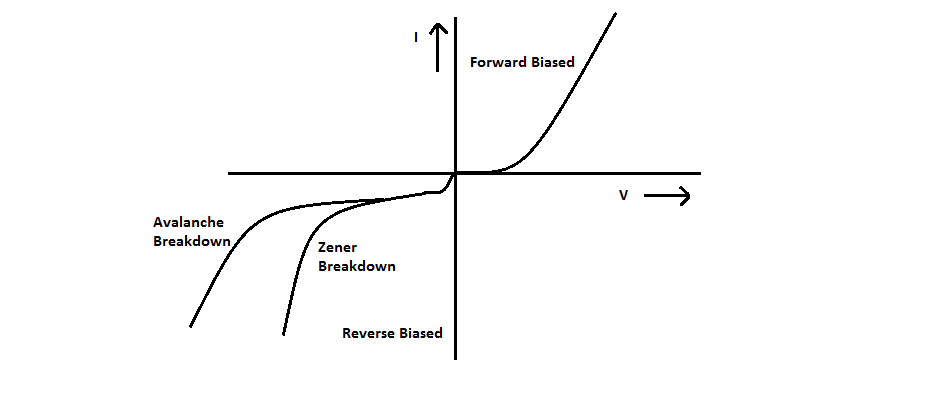 I
Forward Biased
V
Avalanche
Breakdown
Zener
Breakdown
Reverse Biased